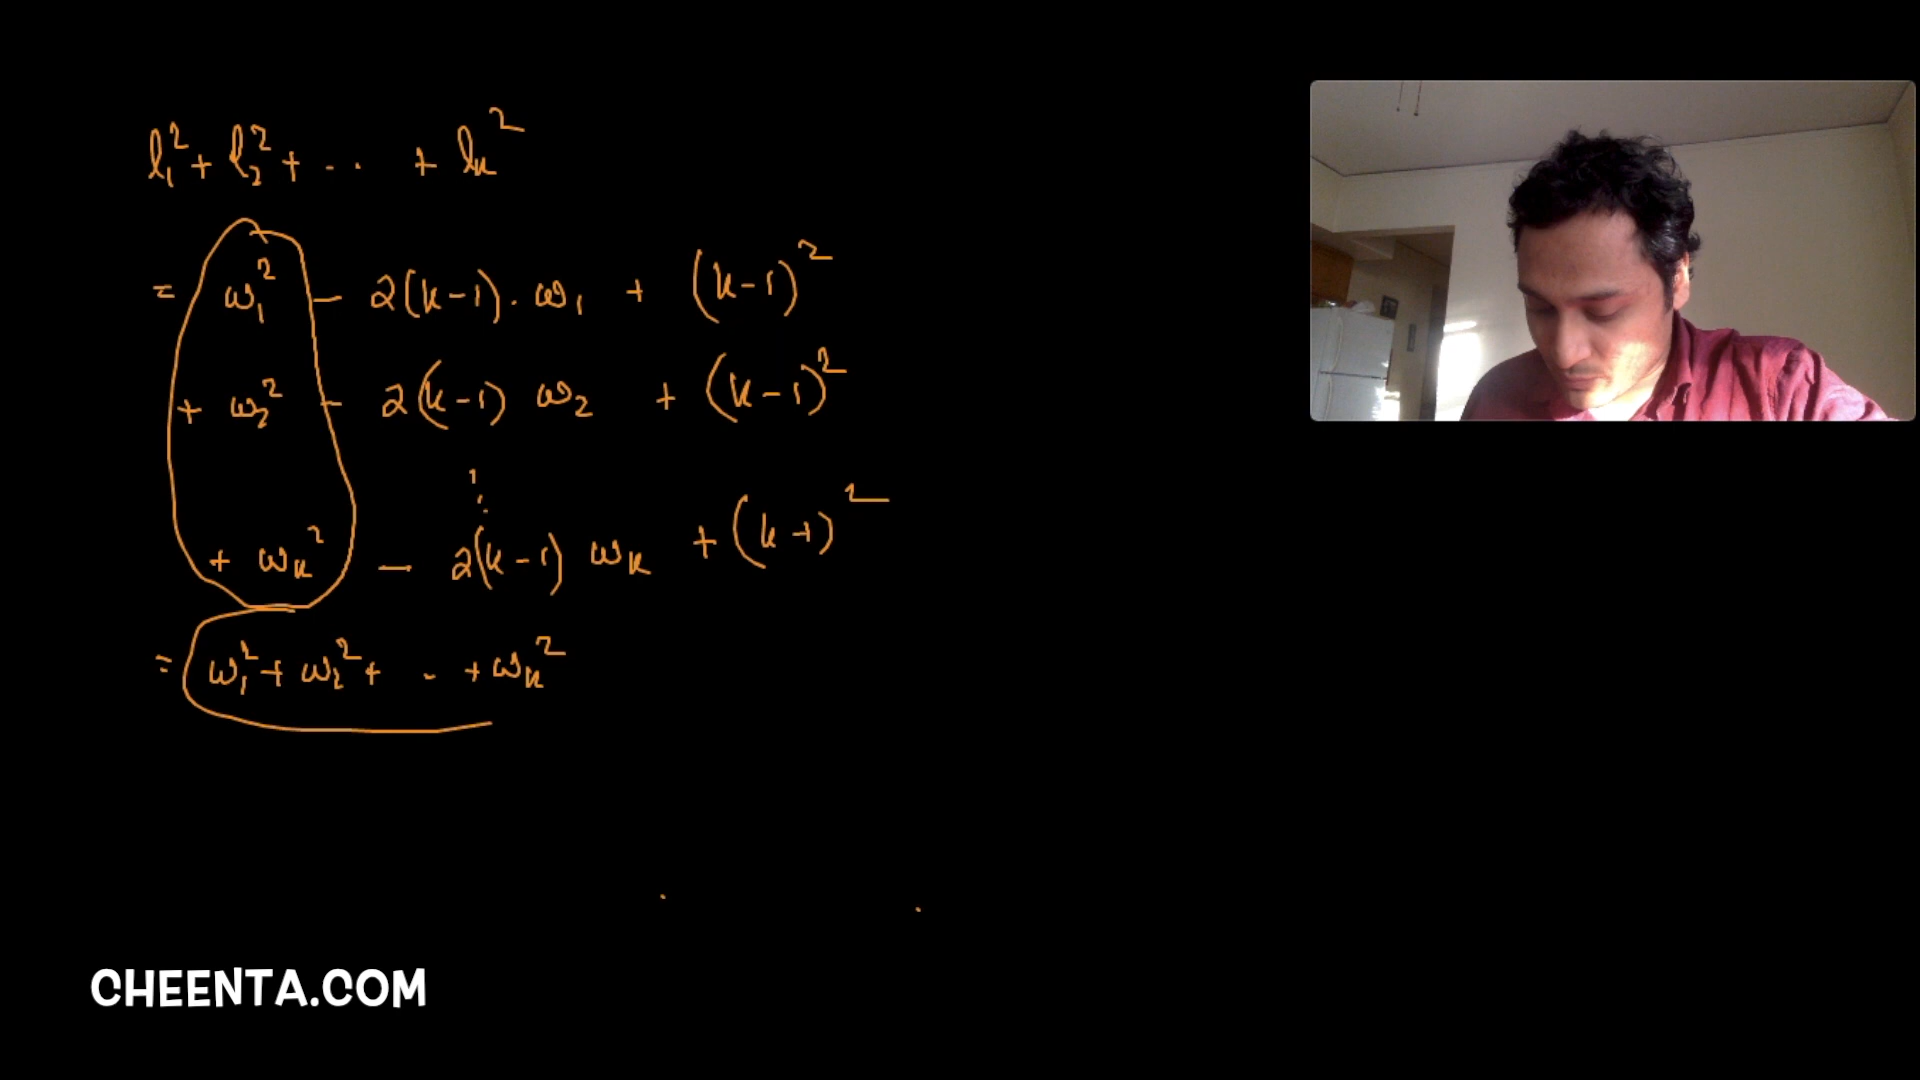 l₁² + l₂² + .. + lₖ²
= ω₁² – 2(k-1). ω₁ + (k-1)²
+ ω₂² – 2(k-1) ω₂ + (k-1)²
⋮
+ ωₖ² – 2(k-1) ωₖ + (k-1)²
= ω₁² + ω₂² + .. + ωₖ²
CHEENTA.COM